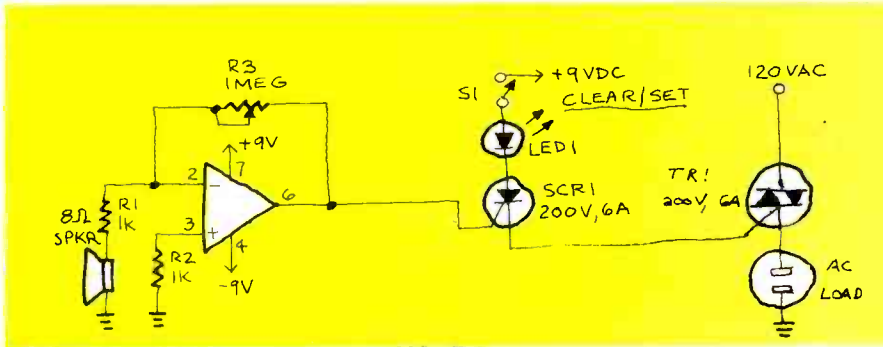 R3
1MEG
+9V
7
2
-
6
3
+
4
-9V
R1
1K
8Ω
SPKR
R2
1K
S1
+9VDC
CLEAR/SET
LED1
SCR1
200V, 6A
120VAC
TR!
200V, 6A
AC
LOAD